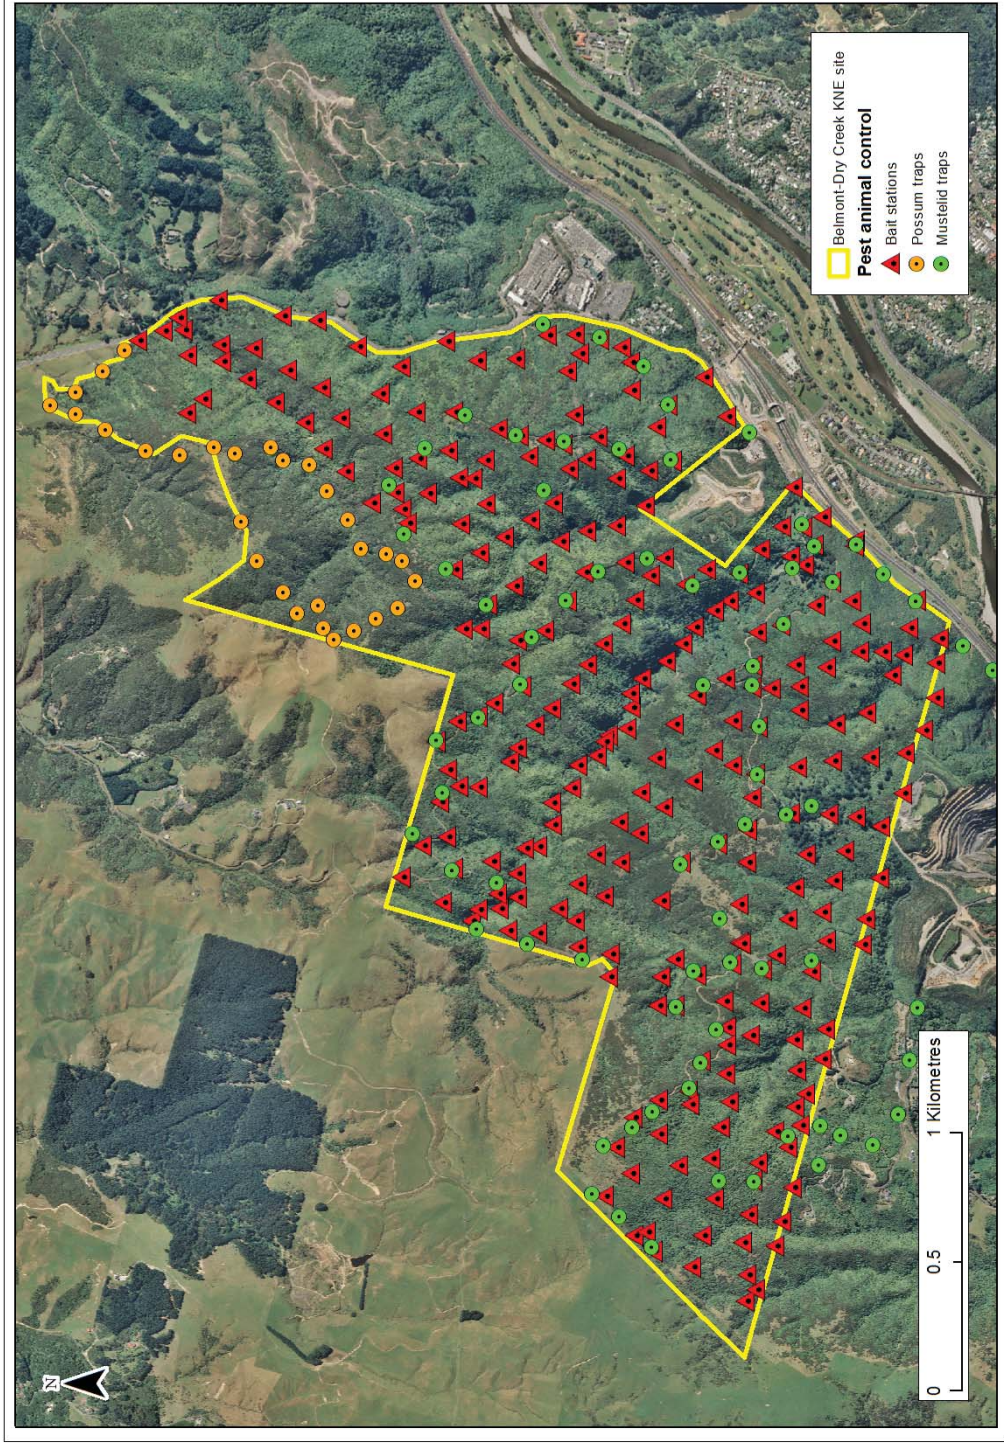 N
Belmont-Dry Creek KNE site
Pest animal control
Bait stations
Possum traps
Mustelid traps
0 0.5 1 Kilometres